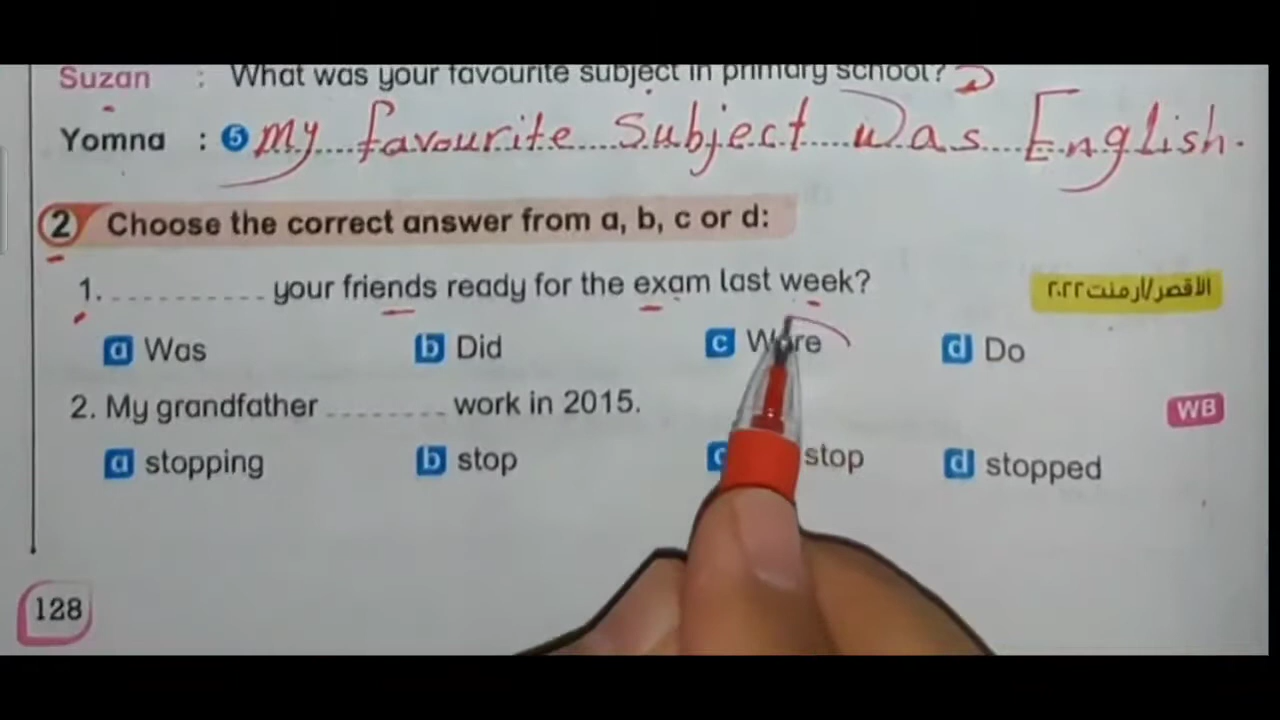 Suzan : What was your favourite subject in primary school?
Yomna : 5 My favourite subject was English.
2 Choose the correct answer from a, b, c or d:
1. ............ your friends ready for the exam last week? الأقصر/أرمنت ٢٠٢٢
a Was b Did c Were d Do
2. My grandfather ............ work in 2015. WB
a stopping b stop c stop d stopped
128